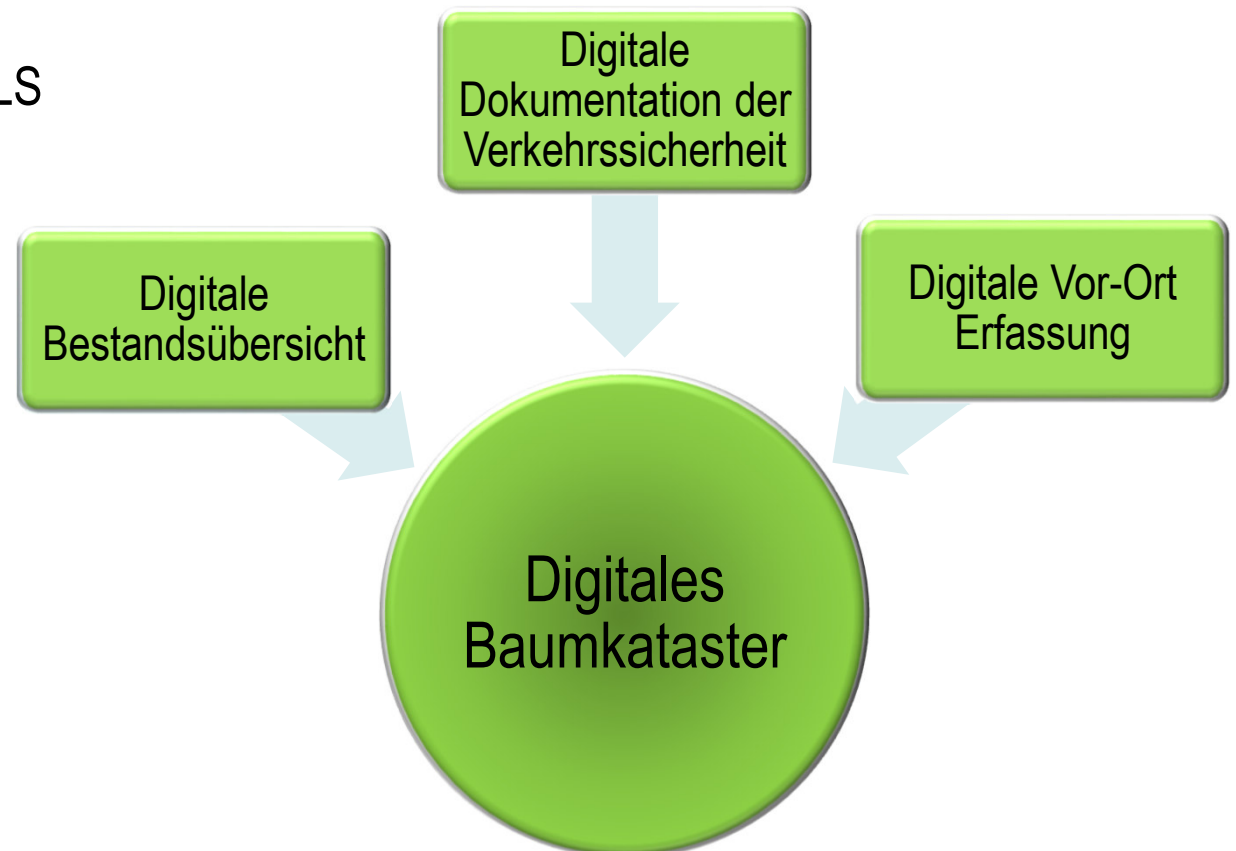 LS
Digitale
Dokumentation der
Verkehrssicherheit
Digitale
Bestandsübersicht
Digitale Vor-Ort
Erfassung
Digitales
Baumkataster